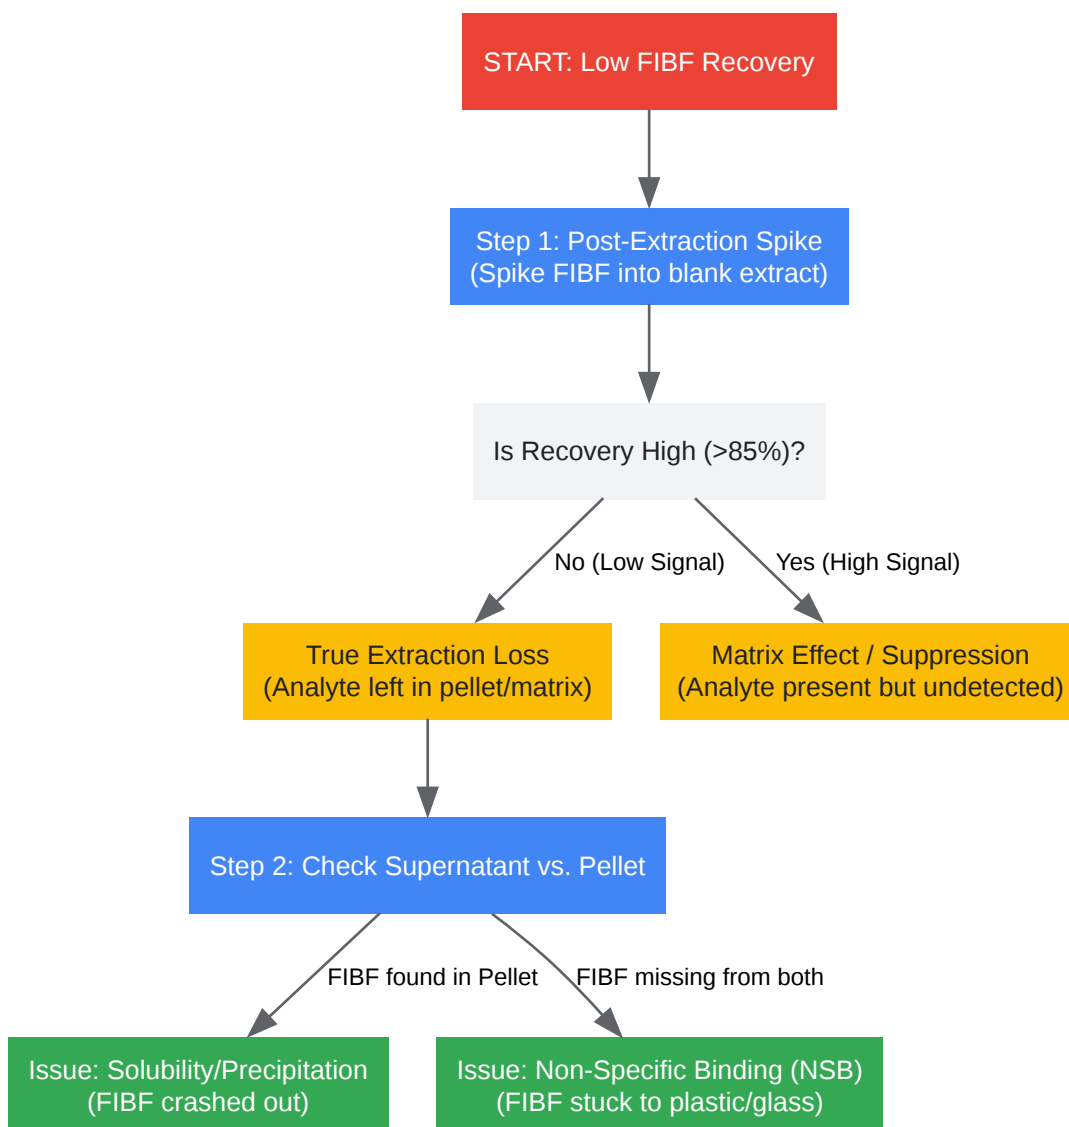 START: Low FIBF Recovery
Step 1: Post-Extraction Spike
(Spike FIBF into blank extract)
Is Recovery High (>85%)?
No (Low Signal)
Yes (High Signal)
True Extraction Loss
(Analyte left in pellet/matrix)
Matrix Effect / Suppression
(Analyte present but undetected)
Step 2: Check Supernatant vs. Pellet
FIBF found in Pellet
FIBF missing from both
Issue: Solubility/Precipitation
(FIBF crashed out)
Issue: Non-Specific Binding (NSB)
(FIBF stuck to plastic/glass)